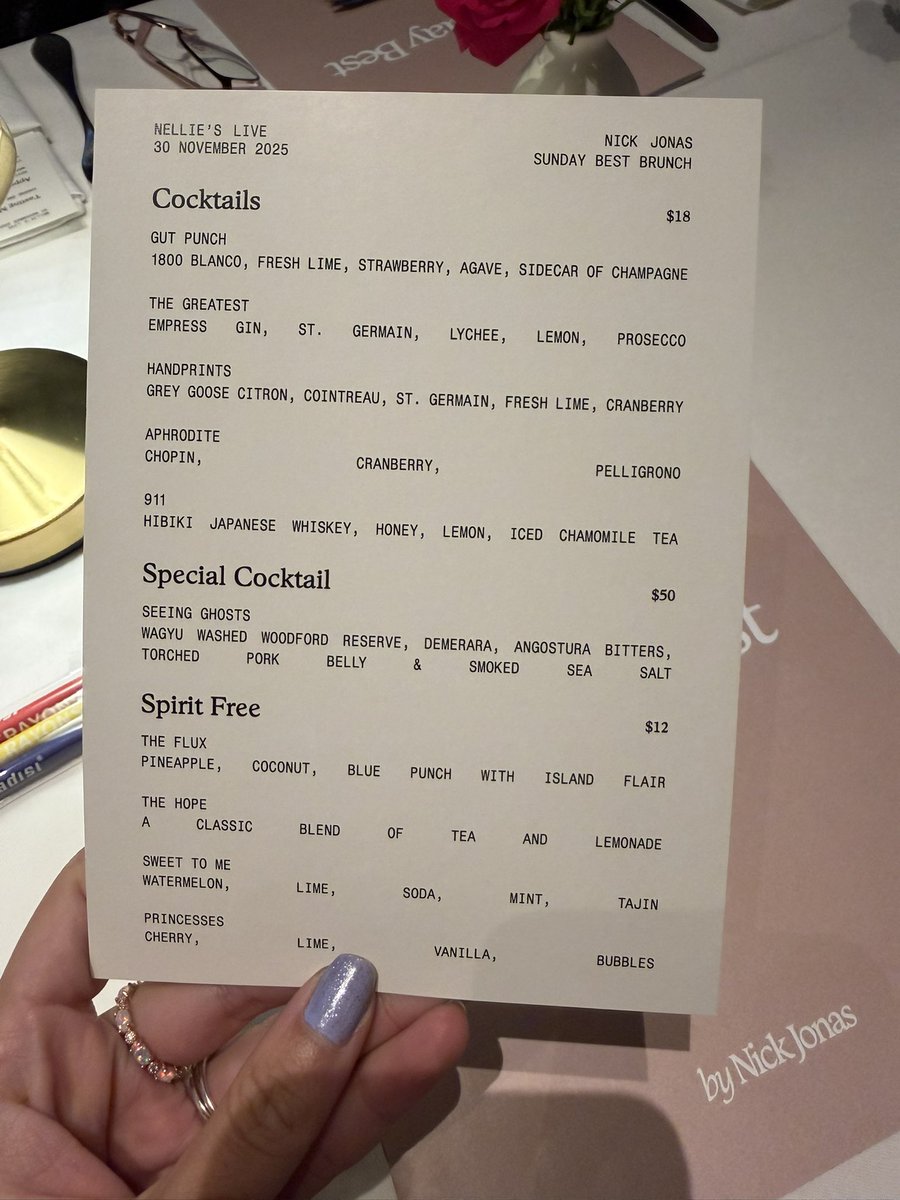 NELLIE'S LIVE
30 NOVEMBER 2025
NICK JONAS
SUNDAY BEST BRUNCH
Cocktails
$18
GUT PUNCH
1800 BLANCO, FRESH LIME, STRAWBERRY, AGAVE, SIDECAR OF CHAMPAGNE
THE GREATEST
EMPRESS GIN, ST. GERMAIN, LYCHEE, LEMON, PROSECCO
HANDPRINTS
GREY GOOSE CITRON, COINTREAU, ST. GERMAIN, FRESH LIME, CRANBERRY
APHRODITE
CHOPIN, CRANBERRY, PELLIGRONO
911
HIBIKI JAPANESE WHISKEY, HONEY, LEMON, ICED CHAMOMILE TEA
Special Cocktail
$50
SEEING GHOSTS
WAGYU WASHED WOODFORD RESERVE, DEMERARA, ANGOSTURA BITTERS,
TORCHED PORK BELLY & SMOKED SEA SALT
Spirit Free
$12
THE FLUX
PINEAPPLE, COCONUT, BLUE PUNCH WITH ISLAND FLAIR
THE HOPE
A CLASSIC BLEND OF TEA AND LEMONADE
SWEET TO ME
WATERMELON, LIME, SODA, MINT, TAJIN
PRINCESSES
CHERRY, LIME, VANILLA, BUBBLES
by Nick Jonas
Best